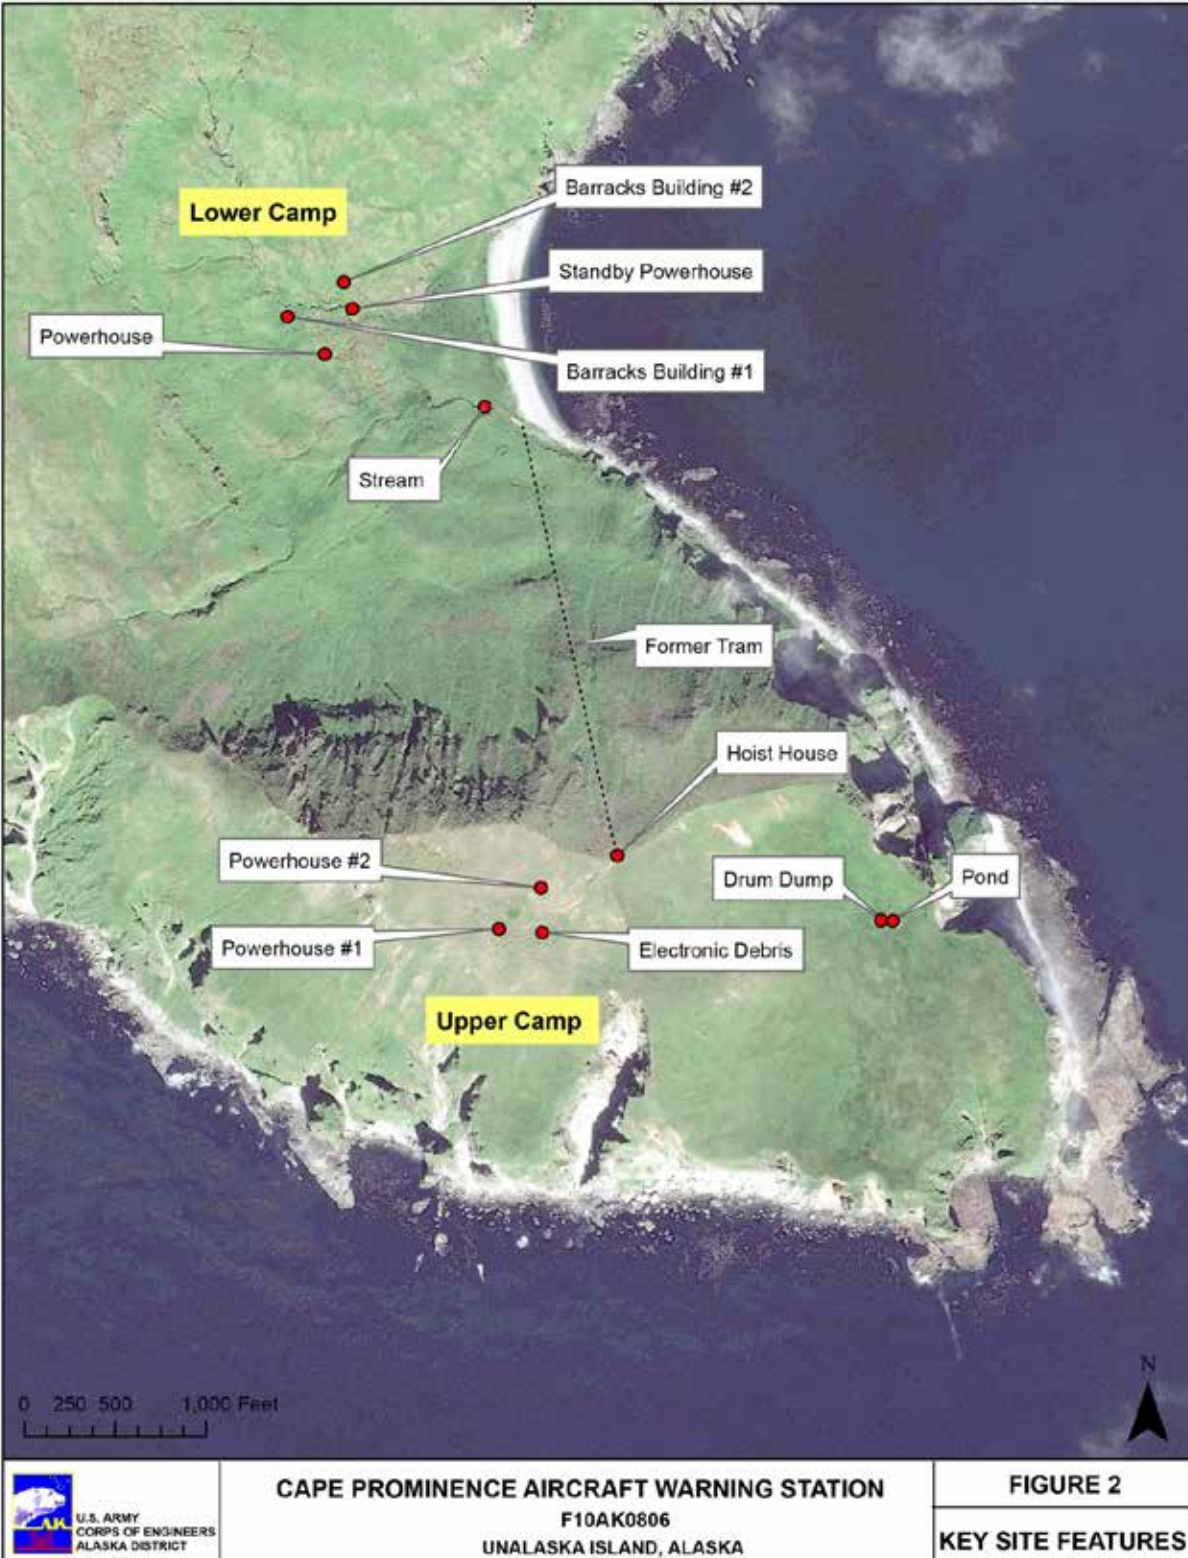 Barracks Building #2
Lower Camp
Standby Powerhouse
Powerhouse
Barracks Building #1
Stream
Former Tram
Hoist House
Powerhouse #2
Drum Dump
Pond
Powerhouse #1
Electronic Debris
Upper Camp
N
0 250 500 1,000 Feet
AK
U.S. ARMY
CORPS OF ENGINEERS
ALASKA DISTRICT
CAPE PROMINENCE AIRCRAFT WARNING STATION
F10AK0806
UNALASKA ISLAND, ALASKA
FIGURE 2
KEY SITE FEATURES